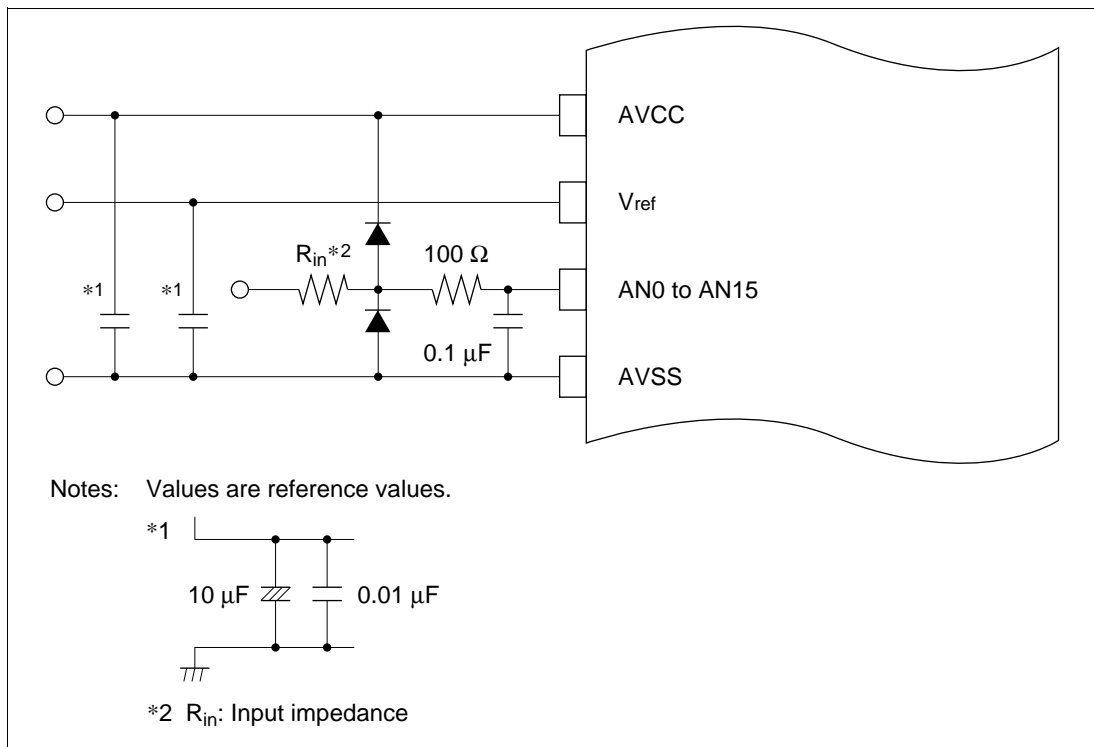 AVCC
Vref
Rin*2
100 Ω
*1
*1
AN0 to AN15
0.1 μF
AVSS
Notes: Values are reference values.
*1
10 μF
0.01 μF
*2 Rin: Input impedance